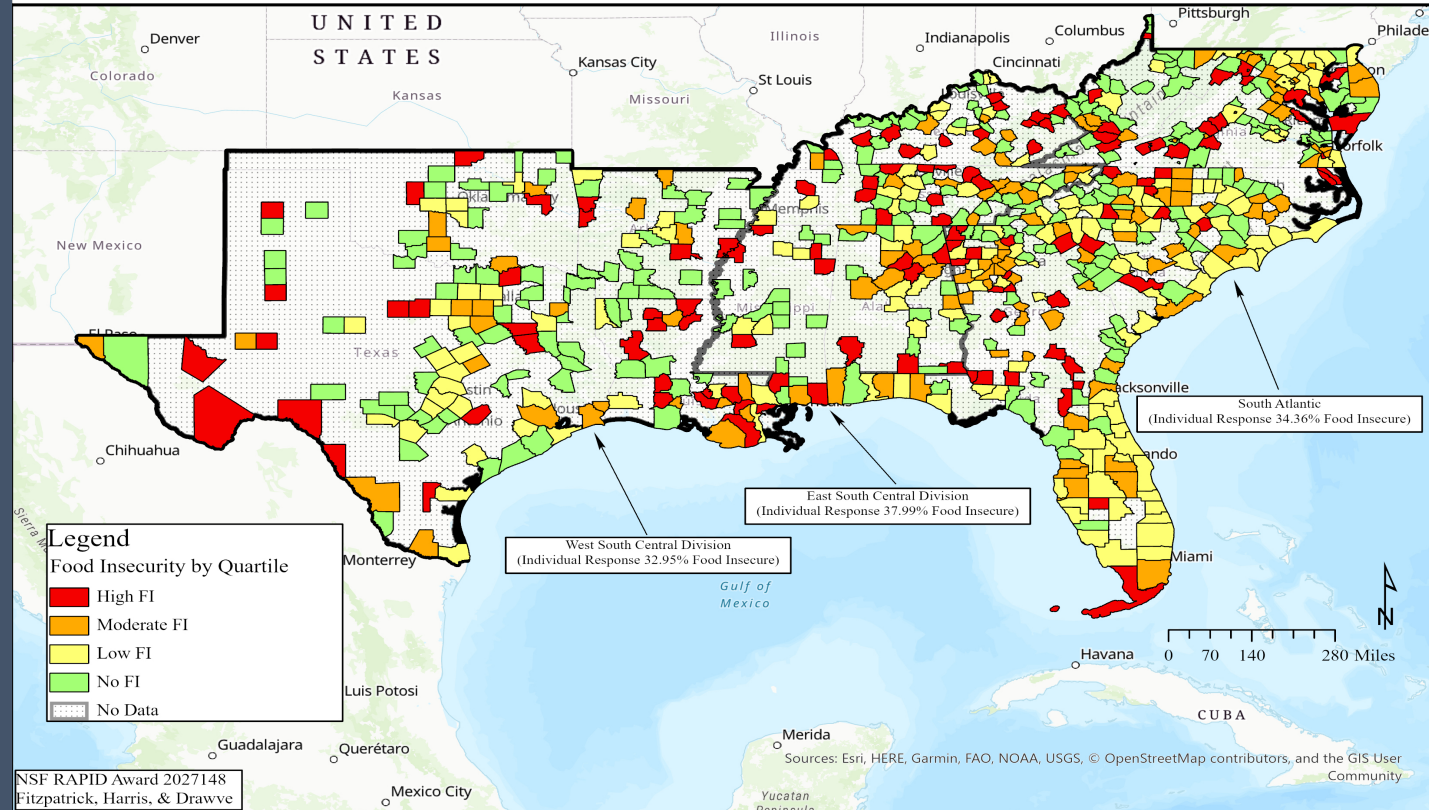 UNITED
STATES
Denver
Colorado
Kansas City
Kansas
Missouri
Illinois
St Louis
Indianapolis
Columbus
Cincinnati
Pittsburgh
New Mexico
Memphis
El Paso
Texas
Chihuahua
Monterrey
Miami
South Atlantic
(Individual Response 34.36% Food Insecure)
East South Central Division
(Individual Response 37.99% Food Insecure)
West South Central Division
(Individual Response 32.95% Food Insecure)
Gulf of
Mexico
Legend
Food Insecurity by Quartile
High FI
Moderate FI
Low FI
No FI
No Data
N
0 70 140 280 Miles
Havana
CUBA
Luis Potosi
Guadalajara
Querétaro
Mexico City
Merida
Yucatan
Sources: Esri, HERE, Garmin, FAO, NOAA, USGS, © OpenStreetMap contributors, and the GIS User
Community
NSF RAPID Award 2027148
Fitzpatrick, Harris, & Drawve